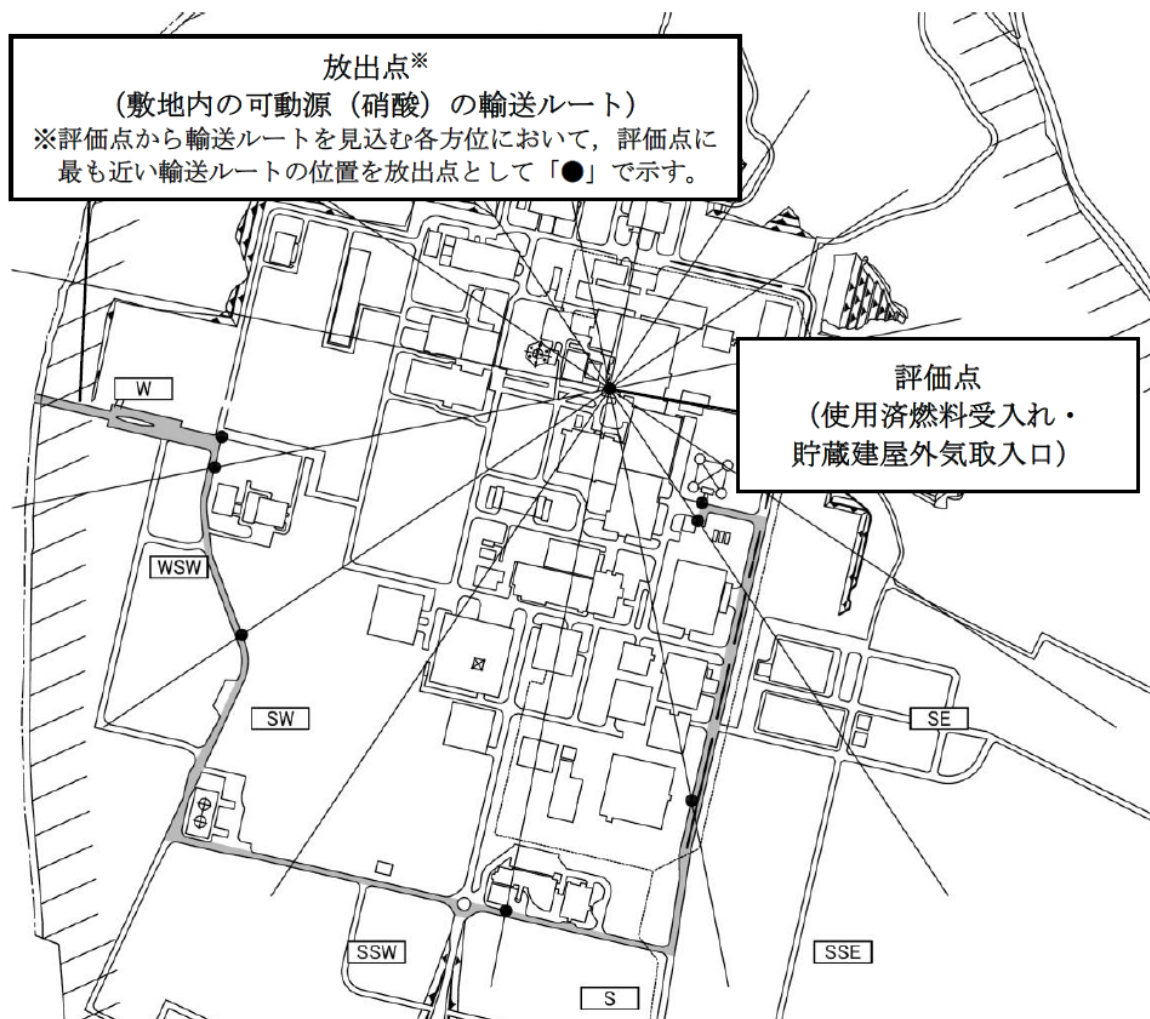 放出点※
（敷地内の可動源（硝酸）の輸送ルート）
※評価点から輸送ルートを見込む各方位において，評価点に
最も近い輸送ルートの位置を放出点として「●」で示す。
評価点
（使用済燃料受入れ・
貯蔵建屋外気取入口）
W
WSW
SW
SE
SSW
SSE
S